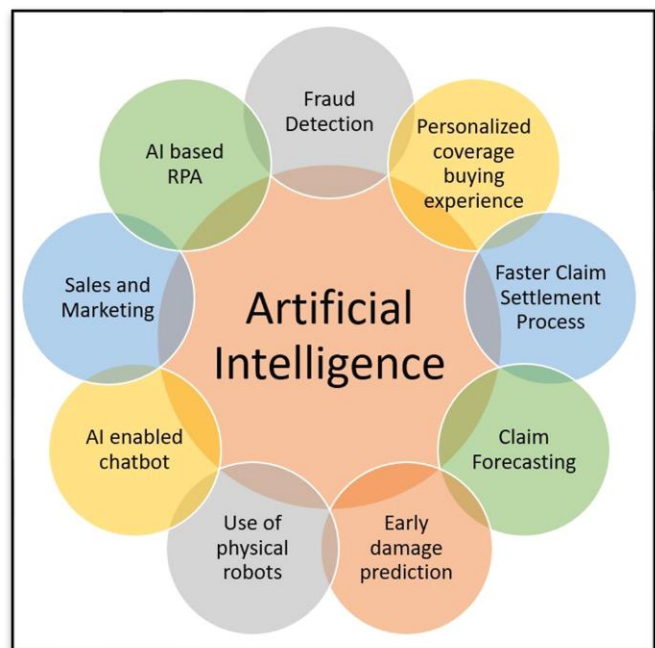 Artificial
Intelligence
Fraud
Detection
Personalized
coverage
buying
experience
Faster Claim
Settlement
Process
Claim
Forecasting
Early
damage
prediction
Use of
physical
robots
AI enabled
chatbot
Sales and
Marketing
AI based
RPA